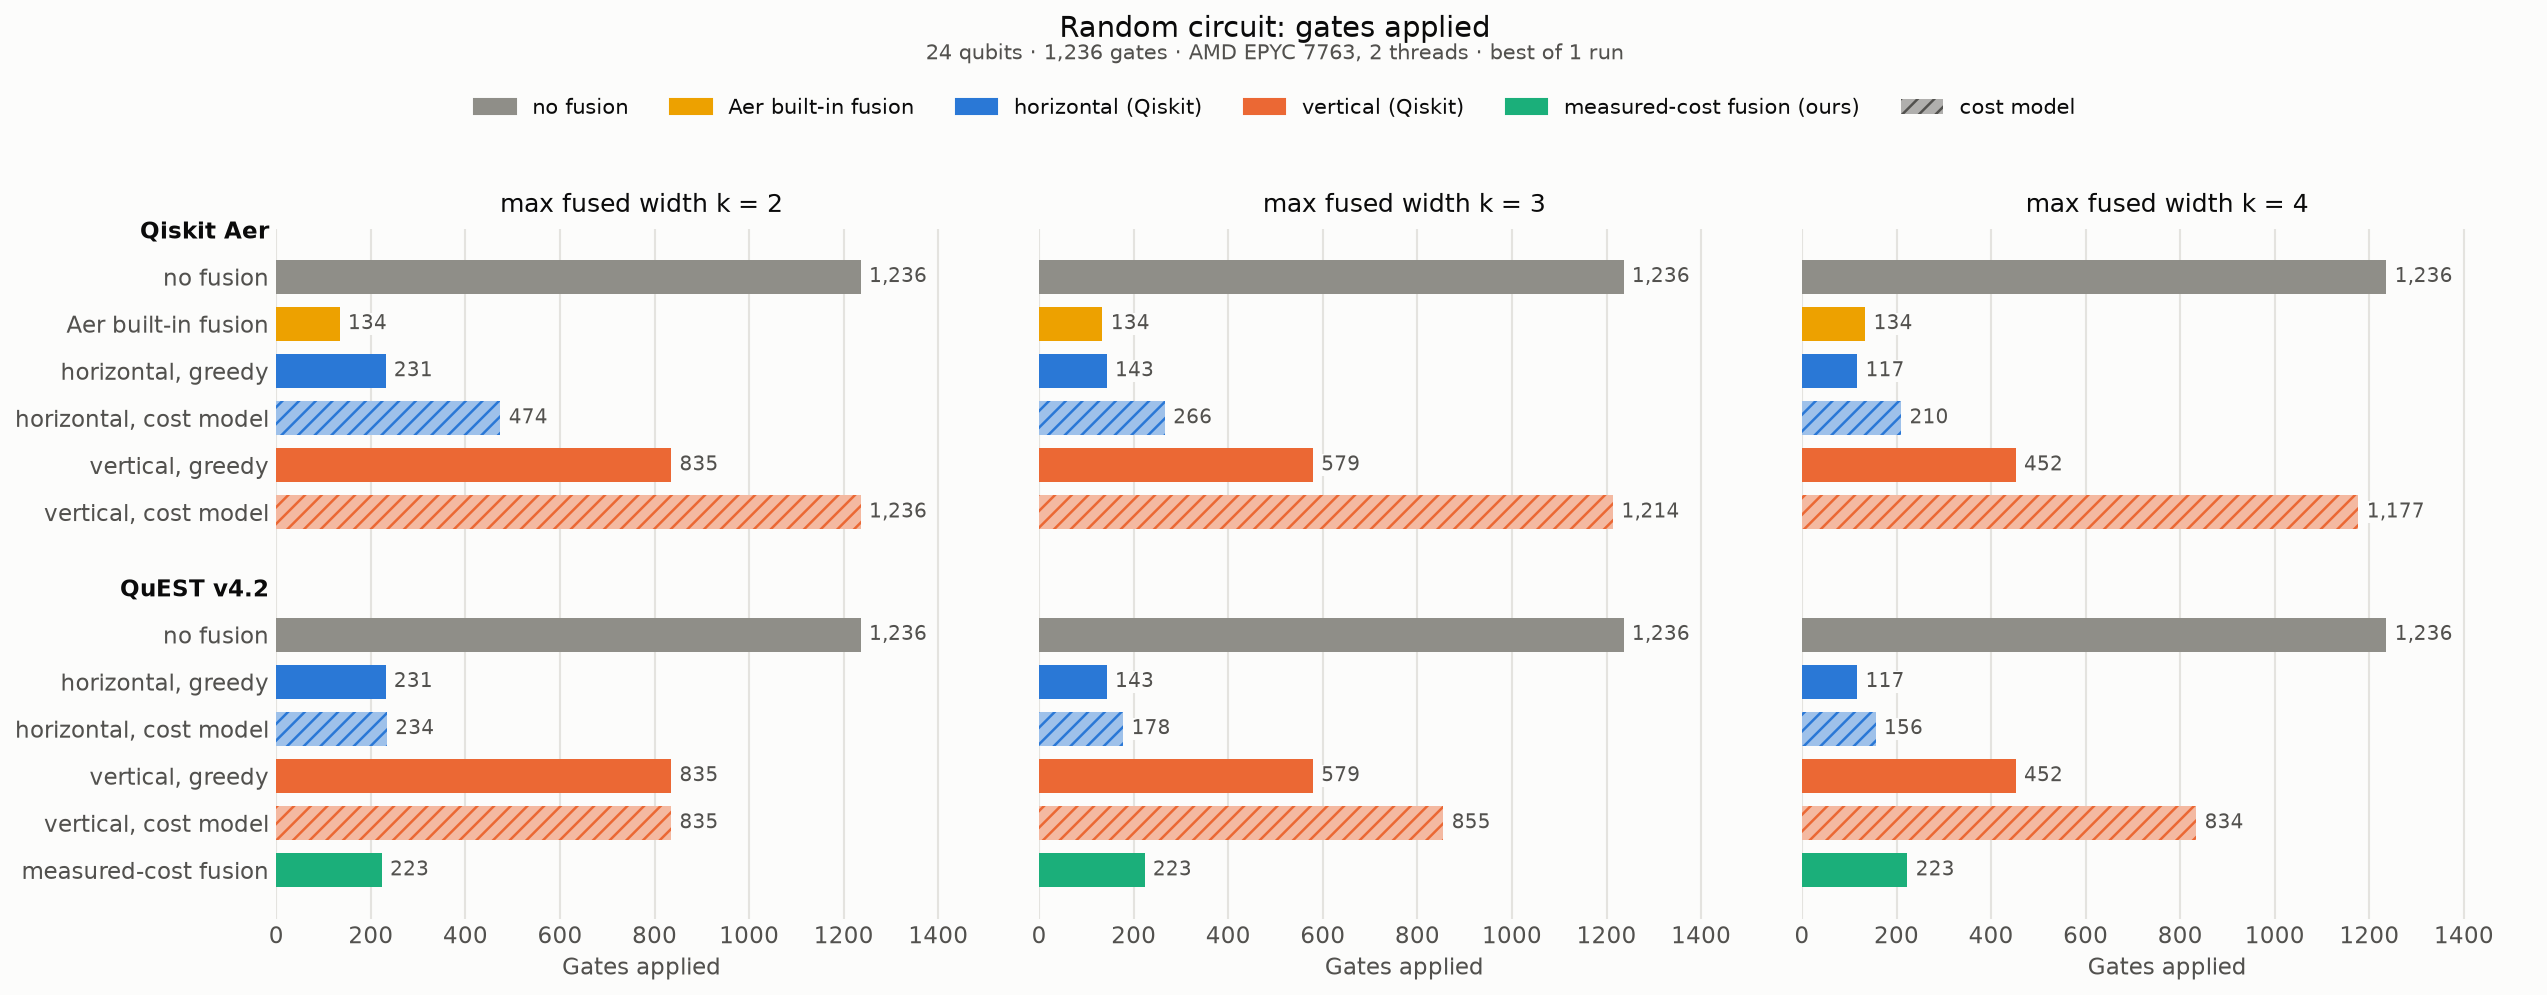 Random circuit: gates applied
24 qubits · 1,236 gates · AMD EPYC 7763, 2 threads · best of 1 run
no fusion Aer built-in fusion horizontal (Qiskit) vertical (Qiskit) measured-cost fusion (ours) cost model
max fused width k = 2 max fused width k = 3 max fused width k = 4
Qiskit Aer
no fusion 1,236 1,236 1,236
Aer built-in fusion 134 134 134
horizontal, greedy 231 143 117
horizontal, cost model 474 266 210
vertical, greedy 835 579 452
vertical, cost model 1,236 1,214 1,177
QuEST v4.2
no fusion 1,236 1,236 1,236
horizontal, greedy 231 143 117
horizontal, cost model 234 178 156
vertical, greedy 835 579 452
vertical, cost model 835 855 834
measured-cost fusion 223 223 223
0 200 400 600 800 1000 1200 1400 0 200 400 600 800 1000 1200 1400 0 200 400 600 800 1000 1200 1400
Gates applied Gates applied Gates applied